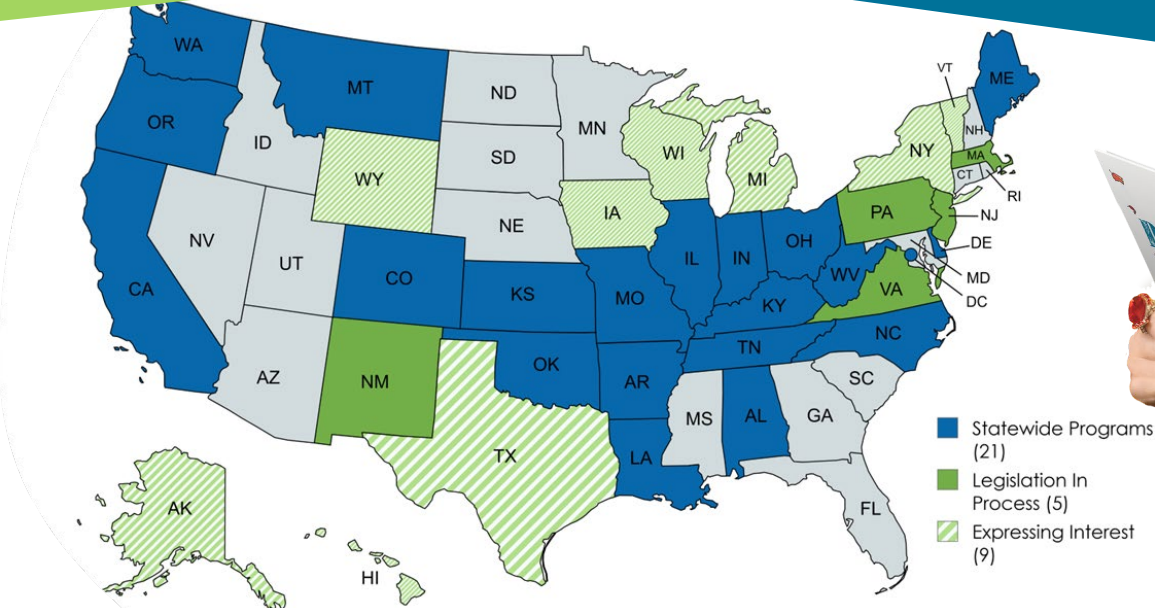 WA
MT
ND
MN
VT
ME
OR
ID
SD
WI
NY
NH
MA
WY
MI
CT
RI
IA
PA
NJ
NE
NV
OH
DE
UT
IL
IN
MD
CO
WV
CA
KS
MO
VA
DC
KY
NC
TN
OK
AZ
NM
AR
SC
MS
AL
GA
TX
LA
AK
FL
HI
Statewide Programs
(21)
Legislation In
Process (5)
Expressing Interest
(9)